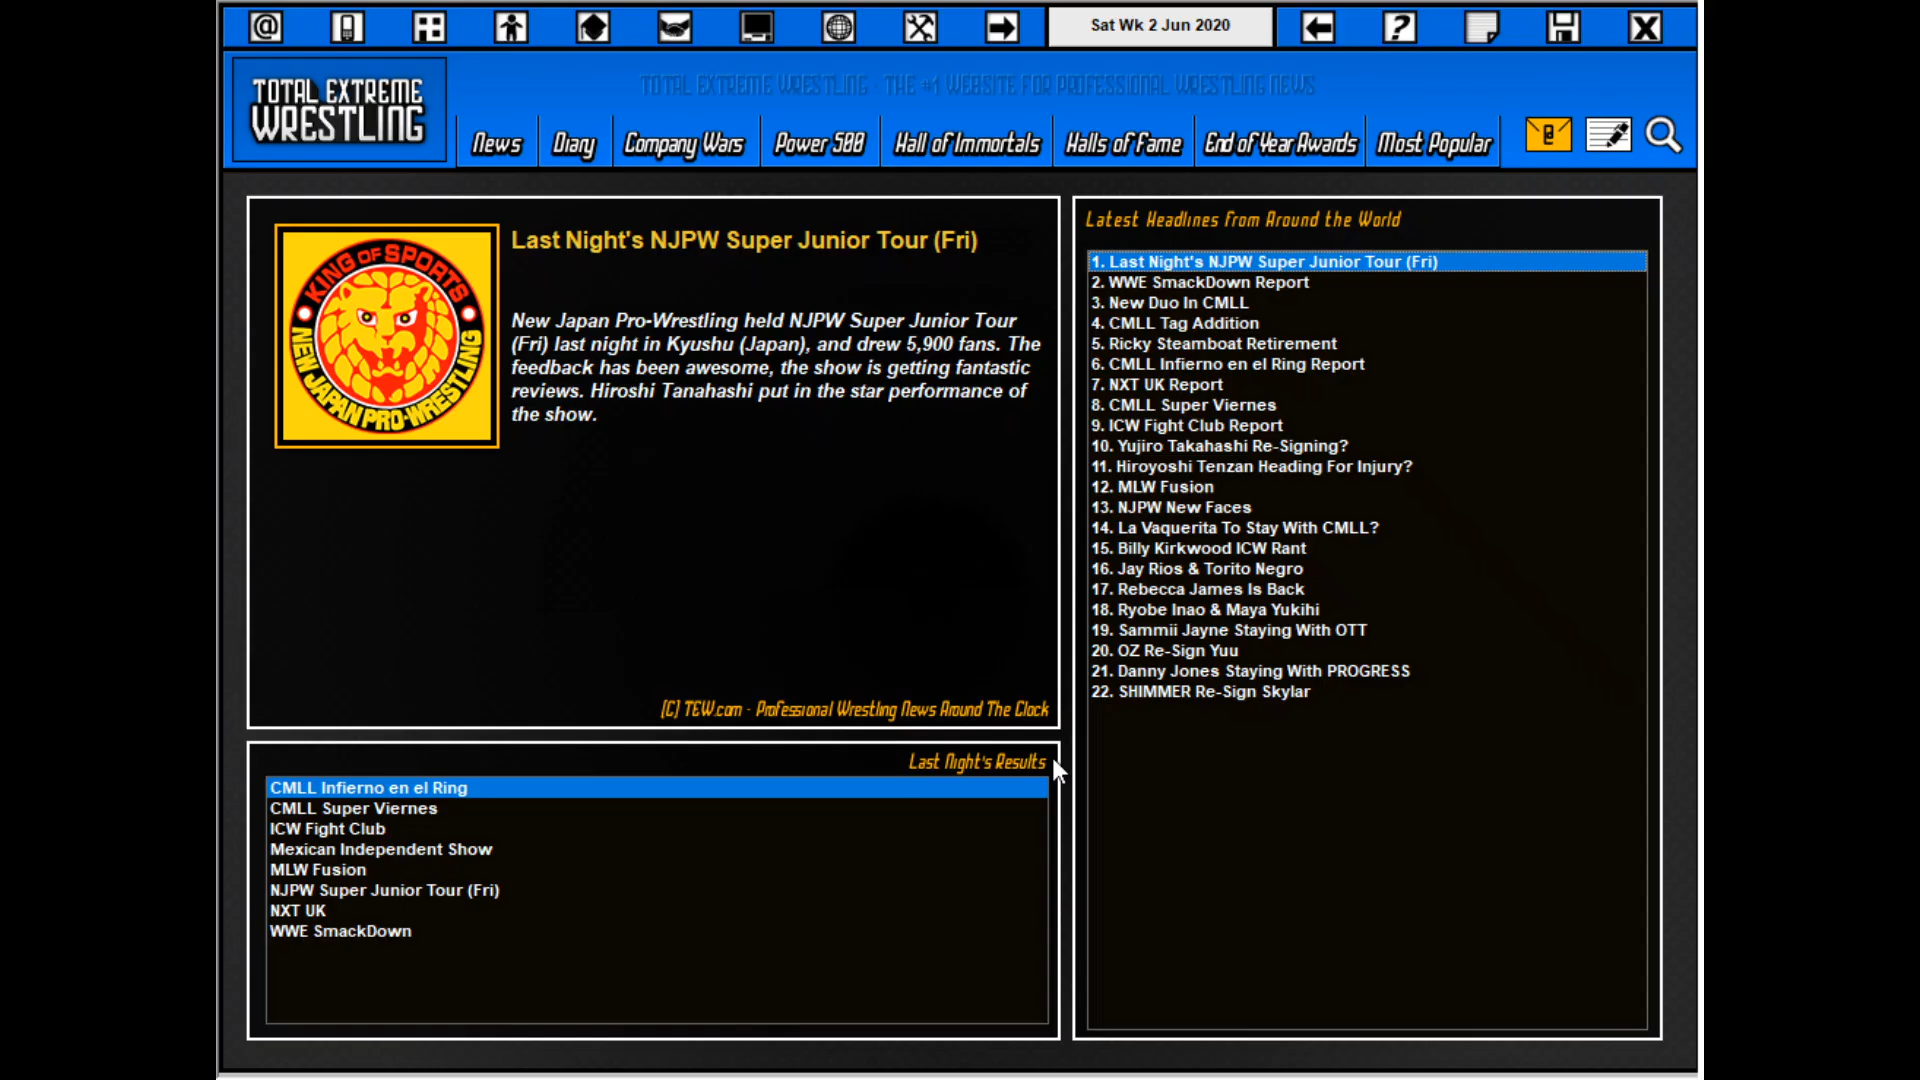 Sat Wk 2 Jun 2020
TOTAL EXTREME WRESTLING - THE #1 WEBSITE FOR PROFESSIONAL WRESTLING NEWS
TOTAL EXTREME
WRESTLING
News
Diary
Company Wars
Power 500
Hall of Immortals
Halls of Fame
End of Year Awards
Most Popular
KING OF SPORTS
NEW JAPAN PRO-WRESTLING
Last Night's NJPW Super Junior Tour (Fri)
New Japan Pro-Wrestling held NJPW Super Junior Tour
(Fri) last night in Kyushu (Japan), and drew 5,900 fans. The
feedback has been awesome, the show is getting fantastic
reviews. Hiroshi Tanahashi put in the star performance of
the show.
(C) TEW.com - Professional Wrestling News Around The Clock
Last Night's Results
CMLL Infierno en el Ring
CMLL Super Viernes
ICW Fight Club
Mexican Independent Show
MLW Fusion
NJPW Super Junior Tour (Fri)
NXT UK
WWE SmackDown
Latest Headlines From Around the World
1. Last Night's NJPW Super Junior Tour (Fri)
2. WWE SmackDown Report
3. New Duo In CMLL
4. CMLL Tag Addition
5. Ricky Steamboat Retirement
6. CMLL Infierno en el Ring Report
7. NXT UK Report
8. CMLL Super Viernes
9. ICW Fight Club Report
10. Yujiro Takahashi Re-Signing?
11. Hiroyoshi Tenzan Heading For Injury?
12. MLW Fusion
13. NJPW New Faces
14. La Vaquerita To Stay With CMLL?
15. Billy Kirkwood ICW Rant
16. Jay Rios & Torito Negro
17. Rebecca James Is Back
18. Ryobe Inao & Maya Yukihi
19. Sammii Jayne Staying With OTT
20. OZ Re-Sign Yuu
21. Danny Jones Staying With PROGRESS
22. SHIMMER Re-Sign Skylar